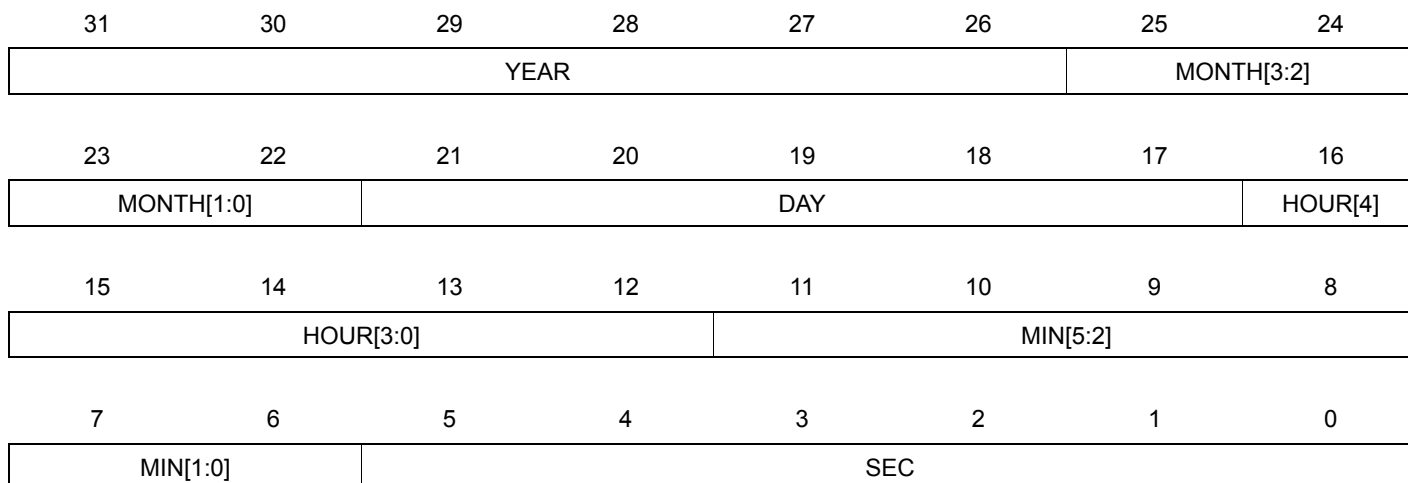 31 30 29 28 27 26 25 24
YEAR MONTH[3:2]
23 22 21 20 19 18 17 16
MONTH[1:0] DAY HOUR[4]
15 14 13 12 11 10 9 8
HOUR[3:0] MIN[5:2]
7 6 5 4 3 2 1 0
MIN[1:0] SEC